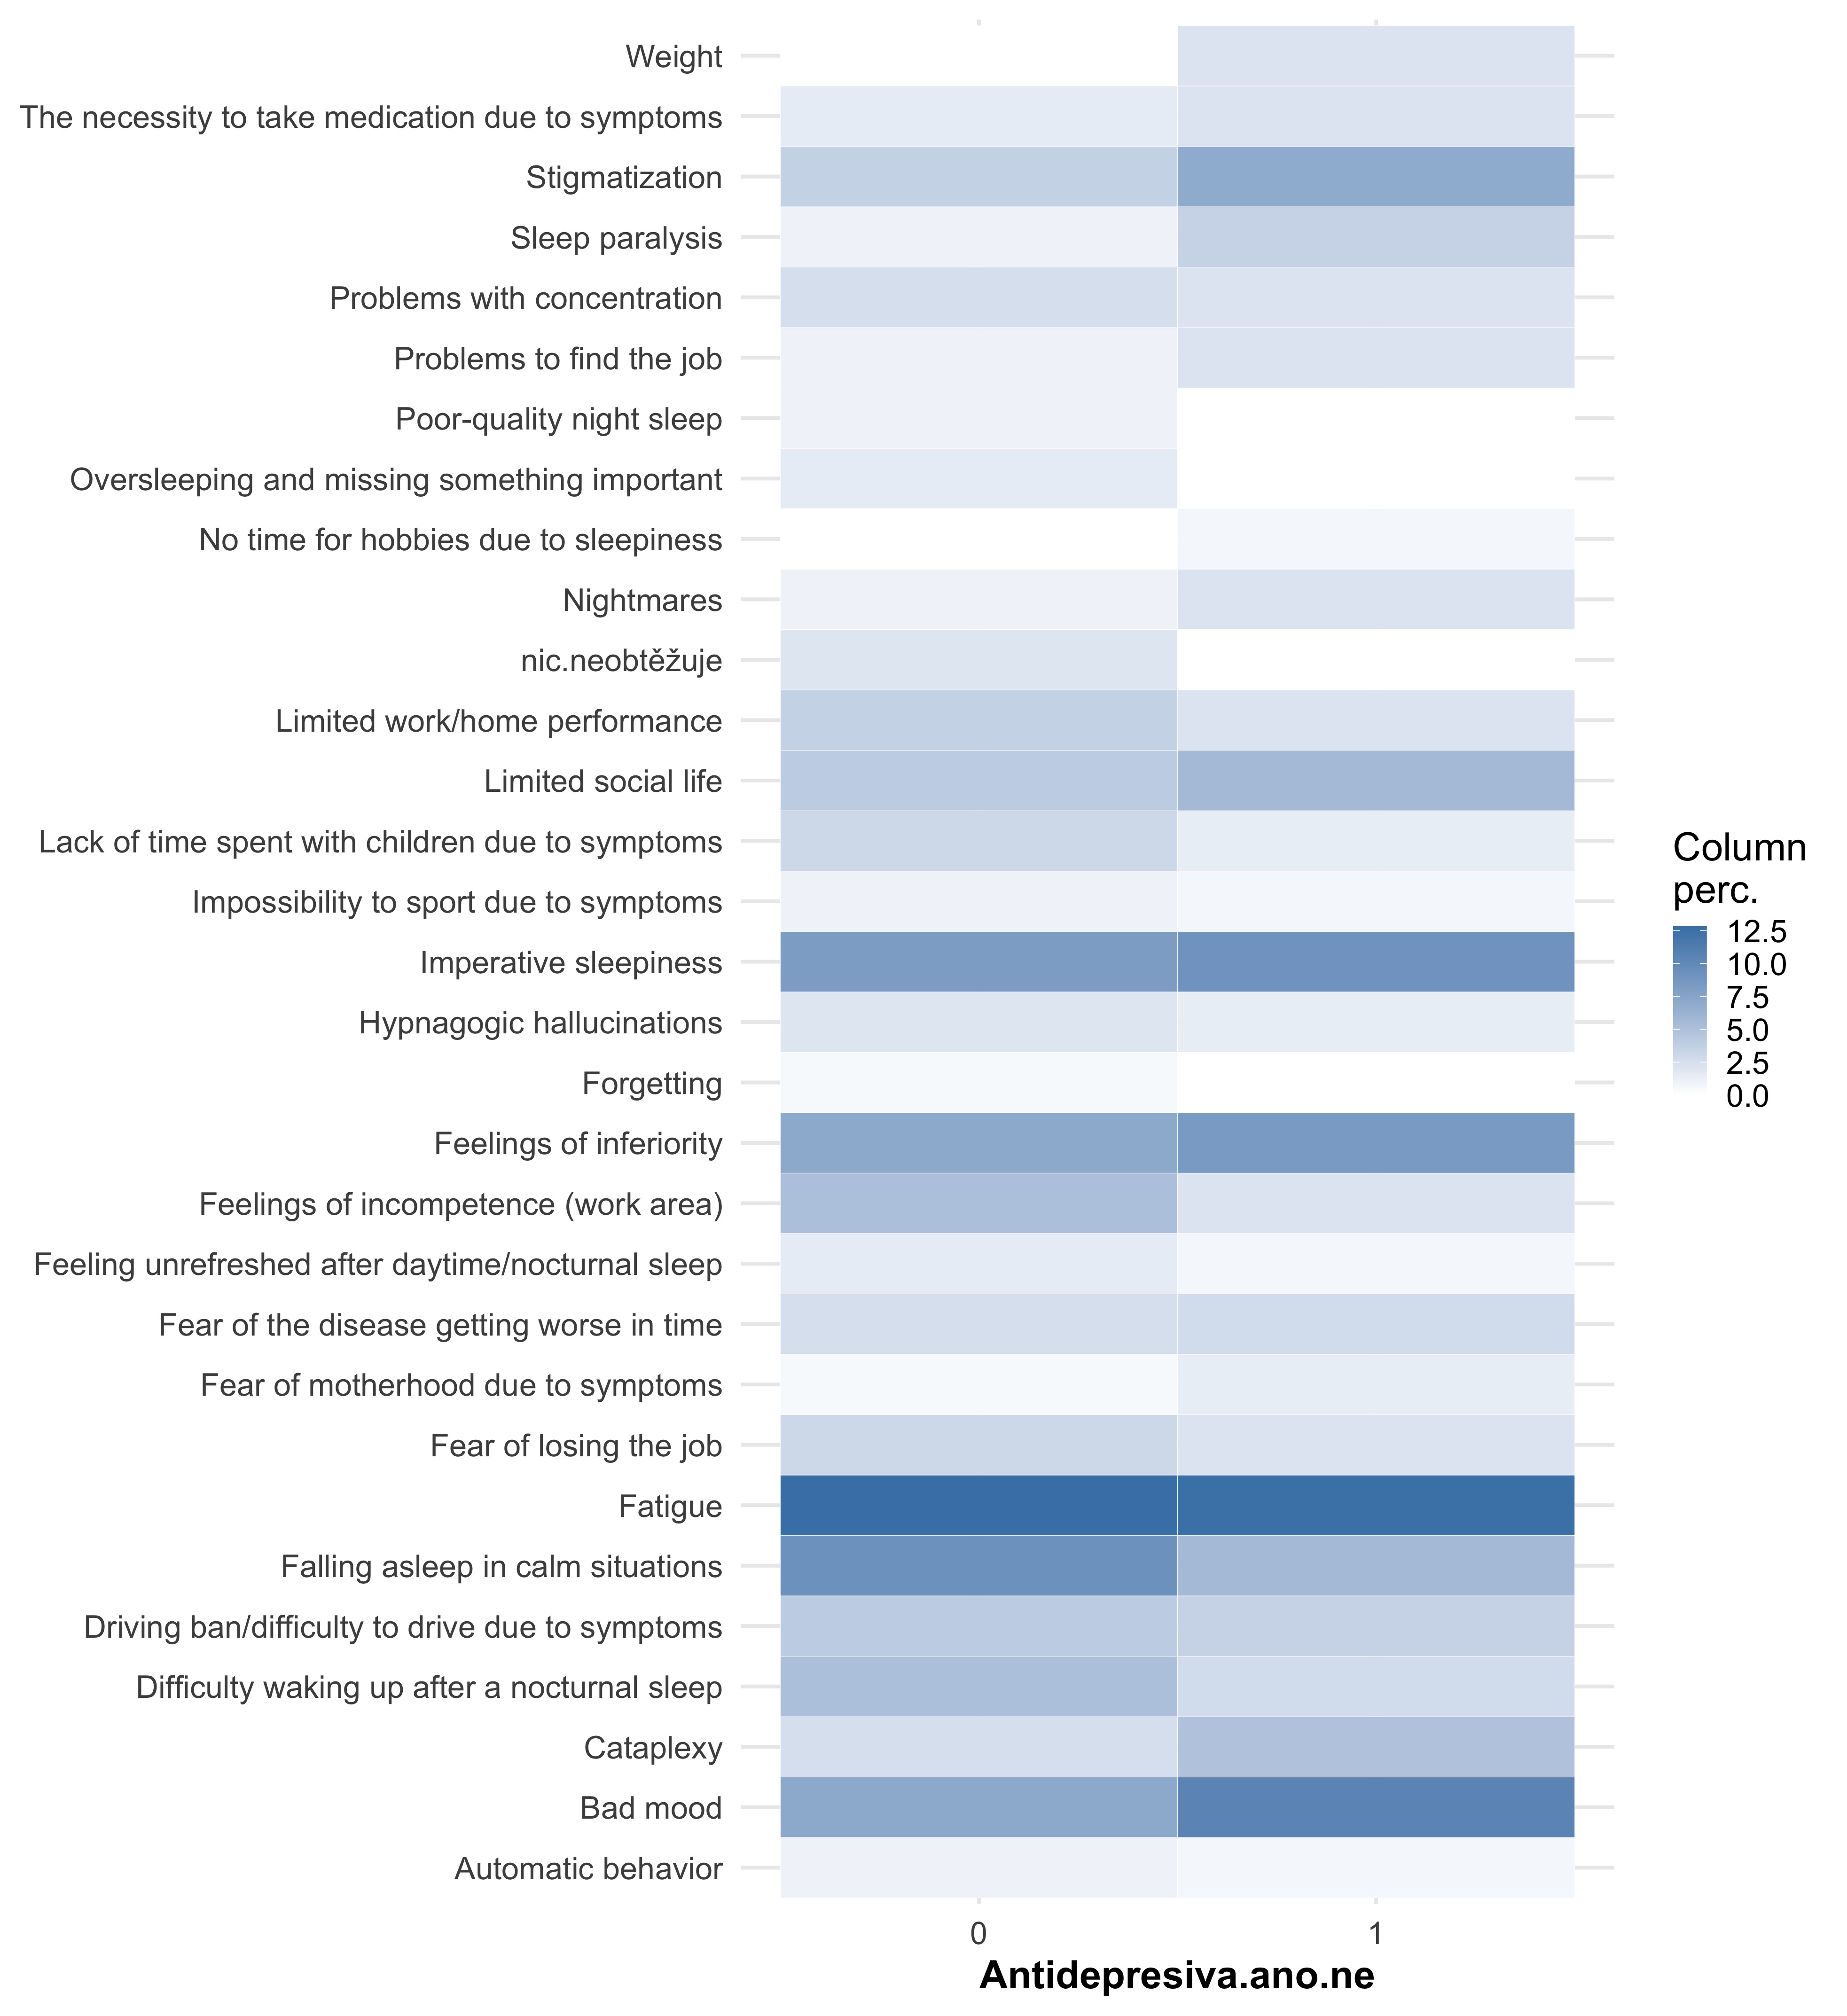 Weight
The necessity to take medication due to symptoms
Stigmatization
Sleep paralysis
Problems with concentration
Problems to find the job
Poor-quality night sleep
Oversleeping and missing something important
No time for hobbies due to sleepiness
Nightmares
nic.neobtěžuje
Limited work/home performance
Limited social life
Lack of time spent with children due to symptoms
Impossibility to sport due to symptoms
Imperative sleepiness
Hypnagogic hallucinations
Forgetting
Feelings of inferiority
Feelings of incompetence (work area)
Feeling unrefreshed after daytime/nocturnal sleep
Fear of the disease getting worse in time
Fear of motherhood due to symptoms
Fear of losing the job
Fatigue
Falling asleep in calm situations
Driving ban/difficulty to drive due to symptoms
Difficulty waking up after a nocturnal sleep
Cataplexy
Bad mood
Automatic behavior
0 1
Antidepresiva.ano.ne
Column
perc.
12.5
10.0
7.5
5.0
2.5
0.0